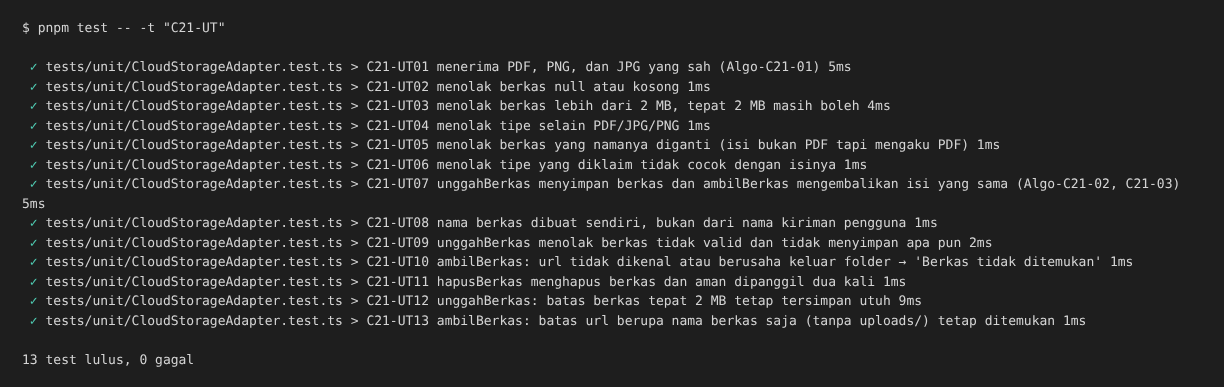 $ pnpm test -- -t "C21-UT"
✓ tests/unit/CloudStorageAdapter.test.ts > C21-UT01 menerima PDF, PNG, dan JPG yang sah (Algo-C21-01) 5ms
✓ tests/unit/CloudStorageAdapter.test.ts > C21-UT02 menolak berkas null atau kosong 1ms
✓ tests/unit/CloudStorageAdapter.test.ts > C21-UT03 menolak berkas lebih dari 2 MB, tepat 2 MB masih boleh 4ms
✓ tests/unit/CloudStorageAdapter.test.ts > C21-UT04 menolak tipe selain PDF/JPG/PNG 1ms
✓ tests/unit/CloudStorageAdapter.test.ts > C21-UT05 menolak berkas yang namanya diganti (isi bukan PDF tapi mengaku PDF) 1ms
✓ tests/unit/CloudStorageAdapter.test.ts > C21-UT06 menolak tipe yang diklaim tidak cocok dengan isinya 1ms
✓ tests/unit/CloudStorageAdapter.test.ts > C21-UT07 unggahBerkas menyimpan berkas dan ambilBerkas mengembalikan isi yang sama (Algo-C21-02, C21-03)
5ms
✓ tests/unit/CloudStorageAdapter.test.ts > C21-UT08 nama berkas dibuat sendiri, bukan dari nama kiriman pengguna 1ms
✓ tests/unit/CloudStorageAdapter.test.ts > C21-UT09 unggahBerkas menolak berkas tidak valid dan tidak menyimpan apa pun 2ms
✓ tests/unit/CloudStorageAdapter.test.ts > C21-UT10 ambilBerkas: url tidak dikenal atau berusaha keluar folder → 'Berkas tidak ditemukan' 1ms
✓ tests/unit/CloudStorageAdapter.test.ts > C21-UT11 hapusBerkas menghapus berkas dan aman dipanggil dua kali 1ms
✓ tests/unit/CloudStorageAdapter.test.ts > C21-UT12 unggahBerkas: batas berkas tepat 2 MB tetap tersimpan utuh 9ms
✓ tests/unit/CloudStorageAdapter.test.ts > C21-UT13 ambilBerkas: batas url berupa nama berkas saja (tanpa uploads/) tetap ditemukan 1ms
13 test lulus, 0 gagal